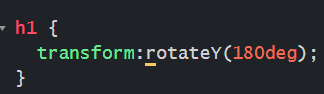 h1 {
  transform:rotateY(180deg);
}